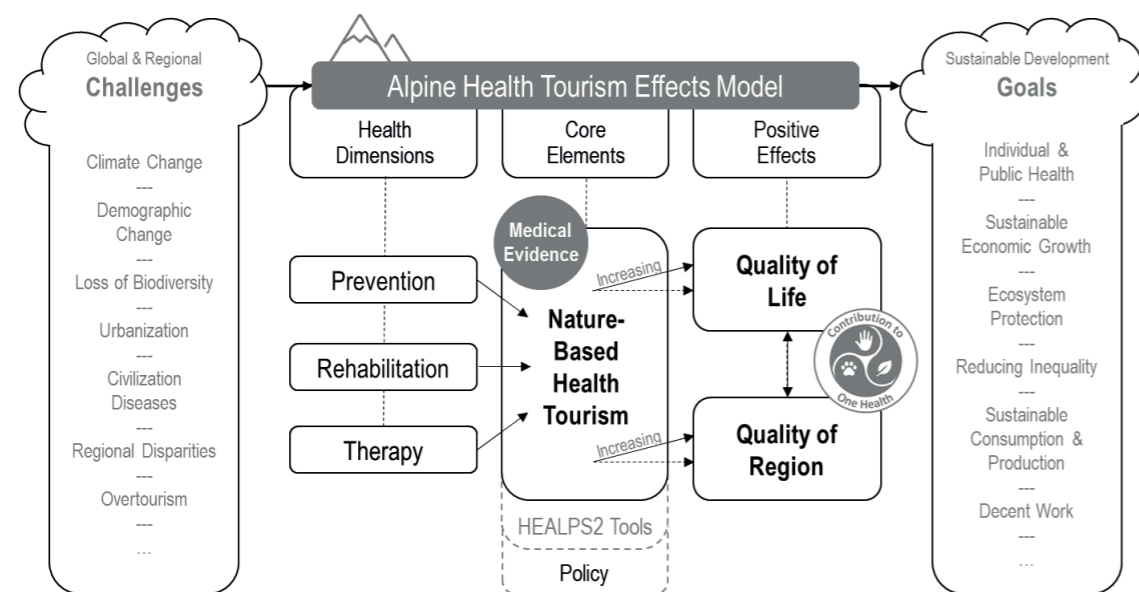 Global & Regional
Challenges
Climate Change
---
Demographic
Change
---
Loss of Biodiversity
---
Urbanization
---
Civilization
Diseases
---
Regional Disparities
---
Overtourism
---
...
Alpine Health Tourism Effects Model
Health
Dimensions
Core
Elements
Positive
Effects
Prevention
Rehabilitation
Therapy
Medical
Evidence
Nature-
Based
Health
Tourism
HEALPS2 Tools
Policy
Increasing
Increasing
Quality of
Life
Contribution to
One Health
Quality of
Region
Sustainable Development
Goals
Individual &
Public Health
---
Sustainable
Economic Growth
---
Ecosystem
Protection
---
Reducing Inequality
---
Sustainable
Consumption &
Production
---
Decent Work
---
...